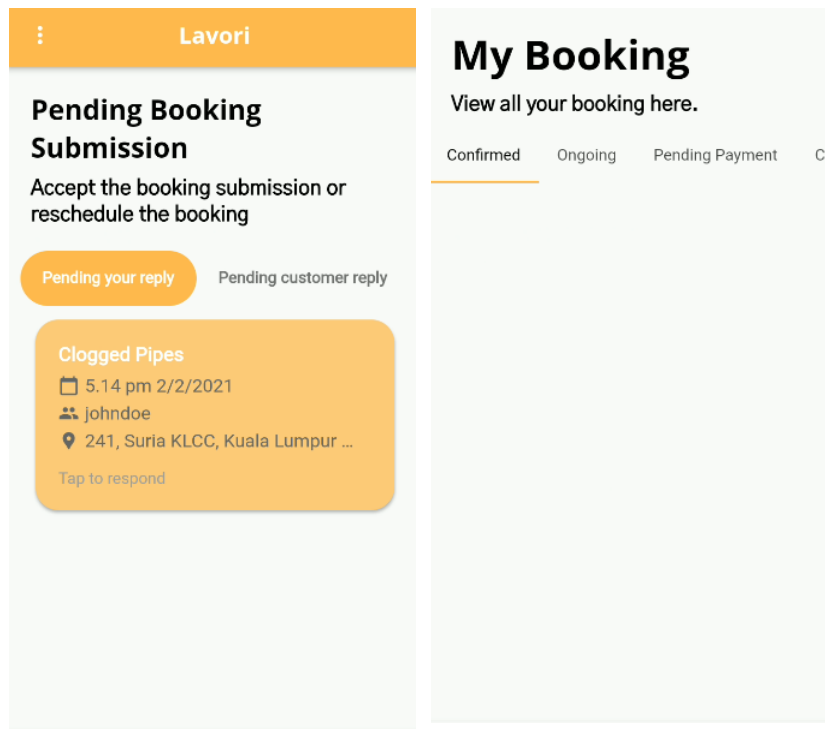 Lavori
Pending Booking
Submission
Accept the booking submission or
reschedule the booking
Pending your reply
Pending customer reply
Clogged Pipes
5.14 pm 2/2/2021
johndoe
241, Suria KLCC, Kuala Lumpur ...
Tap to respond
My Booking
View all your booking here.
Confirmed
Ongoing
Pending Payment
C